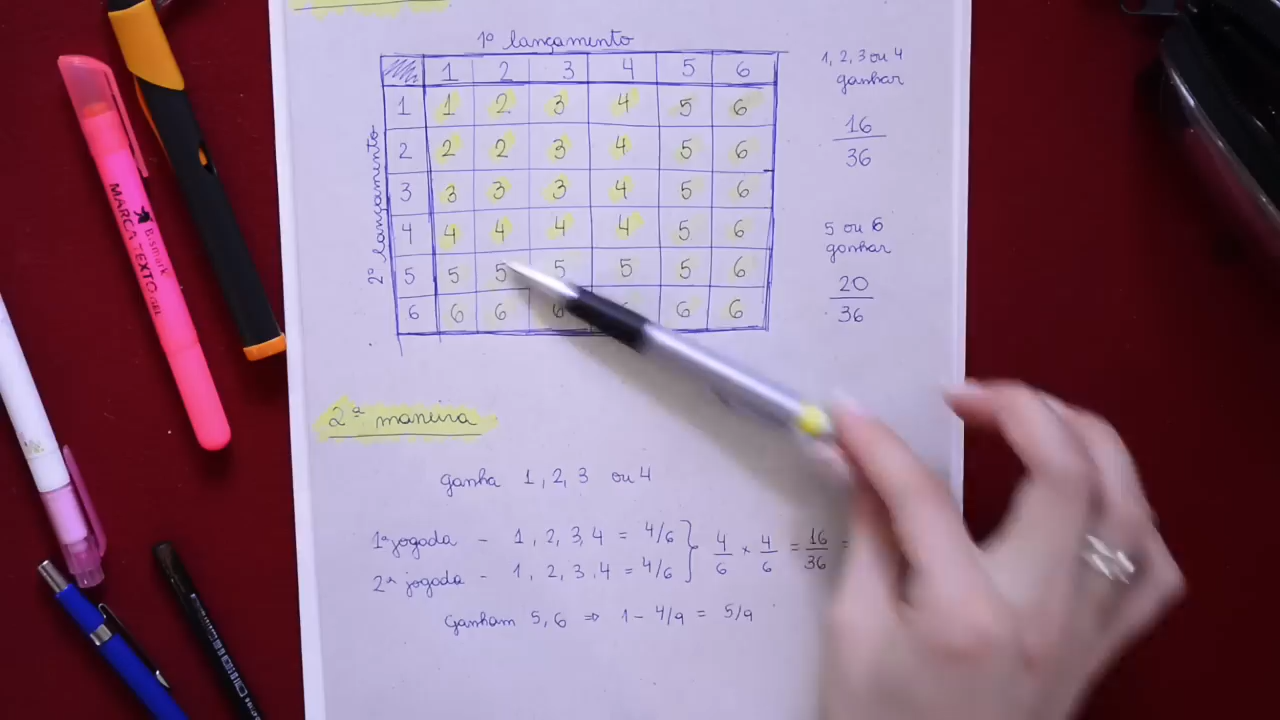 1º lançamento
1 2 3 4 5 6
2º lançamento
1 1 2 3 4 5 6
2 2 2 3 4 5 6
3 3 3 3 4 5 6
4 4 4 4 4 5 6
5 5 5 5 5 5 6
6 6 6 6 6 6
1, 2, 3 ou 4
ganhar
16
36
5 ou 6
ganhar
20
36
2ª maneira
ganha 1, 2, 3 ou 4
1ª jogada - 1, 2, 3, 4 = 4/6
2ª jogada - 1, 2, 3, 4 = 4/6
4/6 × 4/6 = 16/36 =
Ganham 5, 6 ⇒ 1 - 4/9 = 5/9
MARCA TEXTO GEL
Bismark